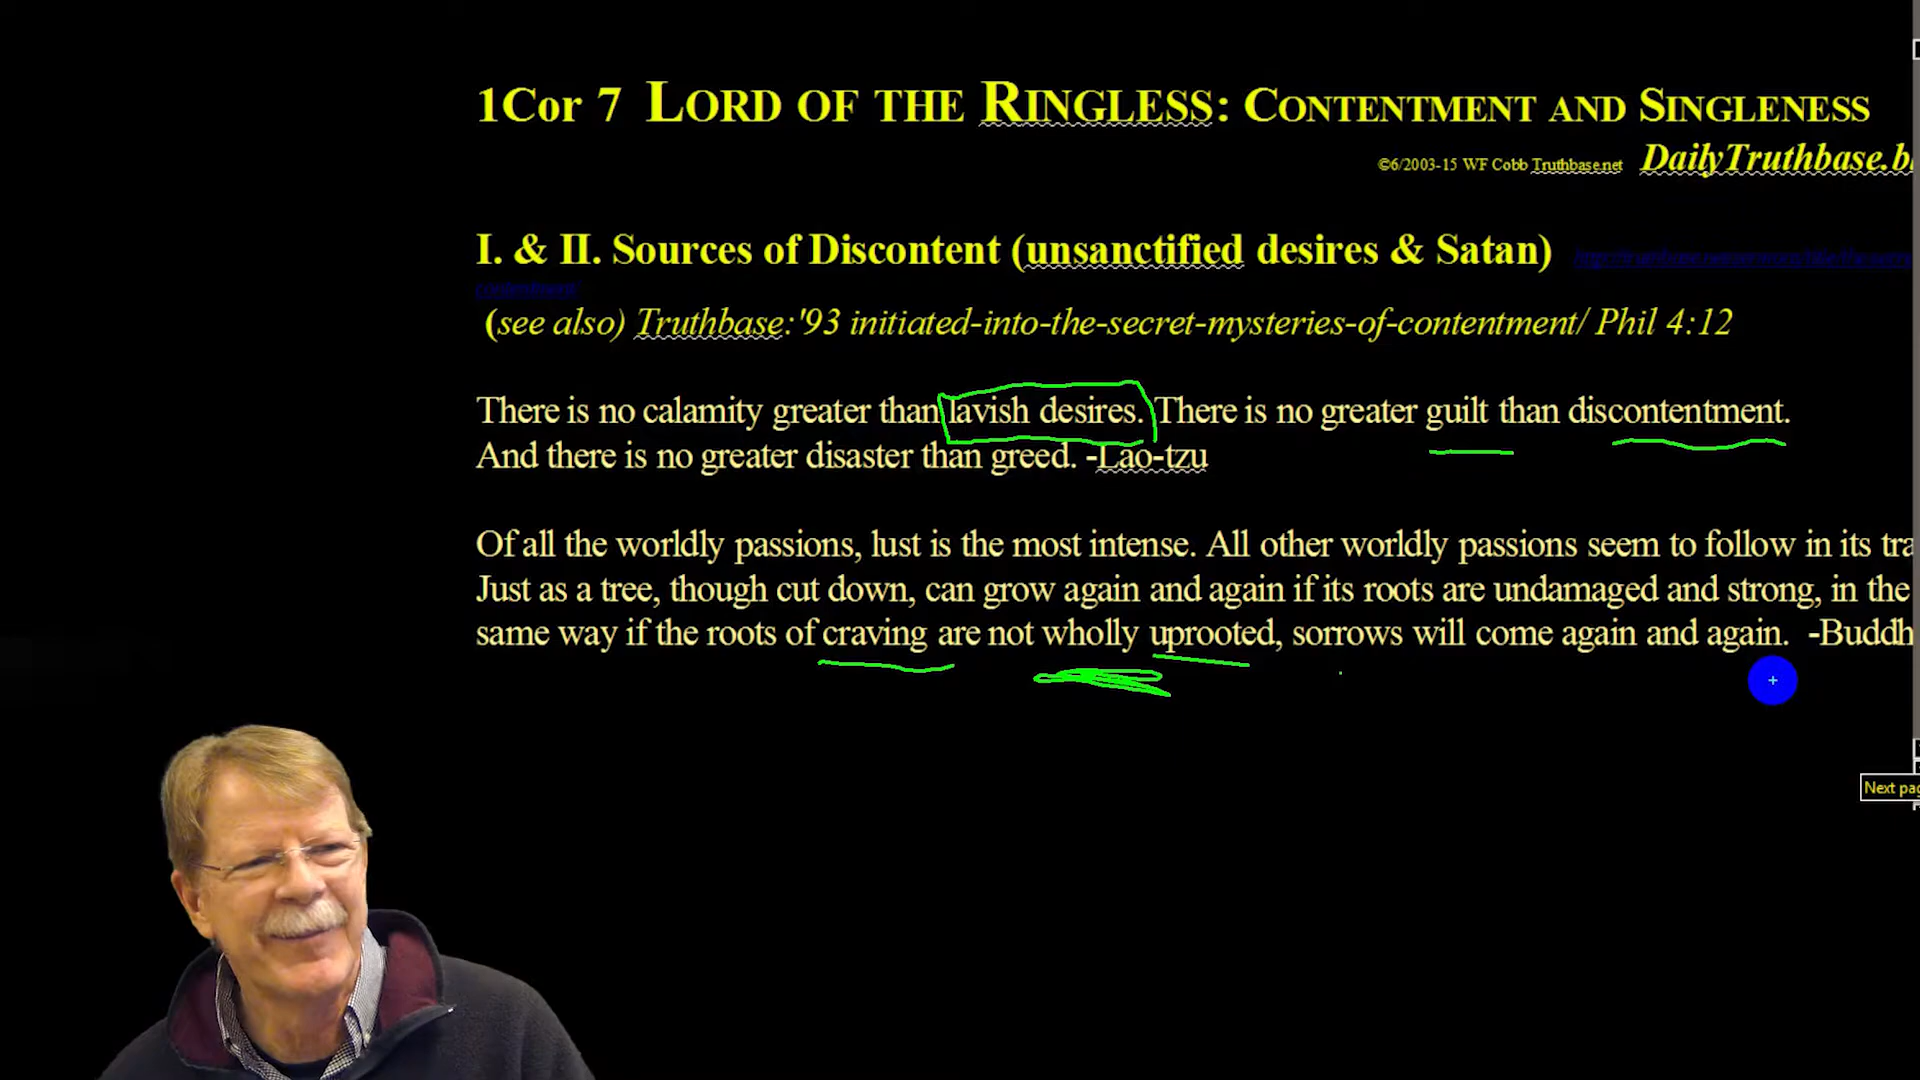 1Cor 7 LORD OF THE RINGLESS: CONTENTMENT AND SINGLENESS
©6/2003-15 WF Cobb Truthbase.net DailyTruthbase.b
I. & II. Sources of Discontent (unsanctified desires & Satan)
contentment/
(see also) Truthbase:'93 initiated-into-the-secret-mysteries-of-contentment/ Phil 4:12
There is no calamity greater than lavish desires. There is no greater guilt than discontentment.
And there is no greater disaster than greed. -Lao-tzu
Of all the worldly passions, lust is the most intense. All other worldly passions seem to follow in its tra
Just as a tree, though cut down, can grow again and again if its roots are undamaged and strong, in the
same way if the roots of craving are not wholly uprooted, sorrows will come again and again. -Buddh
Next pag